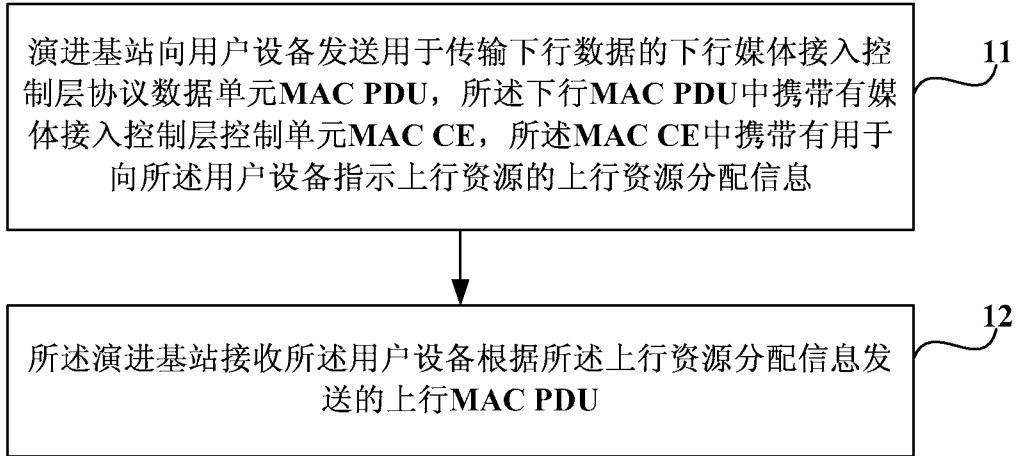 演进基站向用户设备发送用于传输下行数据的下行媒体接入控
制层协议数据单元MAC PDU，所述下行MAC PDU中携带有媒
体接入控制层控制单元MAC CE，所述MAC CE中携带有用于
向所述用户设备指示上行资源的上行资源分配信息
11
所述演进基站接收所述用户设备根据所述上行资源分配信息发
送的上行MAC PDU
12